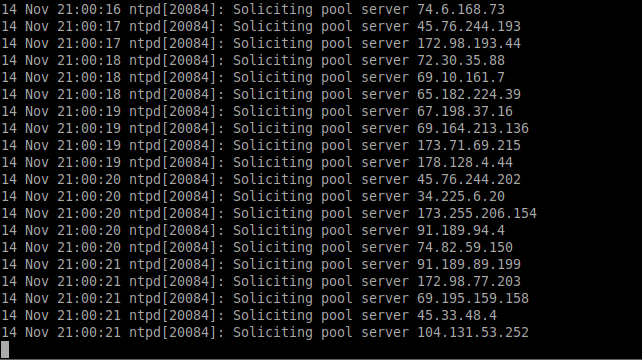 14 Nov 21:00:16 ntpd[20084]: Soliciting pool server 74.6.168.73
14 Nov 21:00:17 ntpd[20084]: Soliciting pool server 45.76.244.193
14 Nov 21:00:17 ntpd[20084]: Soliciting pool server 172.98.193.44
14 Nov 21:00:18 ntpd[20084]: Soliciting pool server 72.30.35.88
14 Nov 21:00:18 ntpd[20084]: Soliciting pool server 69.10.161.7
14 Nov 21:00:18 ntpd[20084]: Soliciting pool server 65.182.224.39
14 Nov 21:00:19 ntpd[20084]: Soliciting pool server 67.198.37.16
14 Nov 21:00:19 ntpd[20084]: Soliciting pool server 69.164.213.136
14 Nov 21:00:19 ntpd[20084]: Soliciting pool server 173.71.69.215
14 Nov 21:00:19 ntpd[20084]: Soliciting pool server 178.128.4.44
14 Nov 21:00:20 ntpd[20084]: Soliciting pool server 45.76.244.202
14 Nov 21:00:20 ntpd[20084]: Soliciting pool server 34.225.6.20
14 Nov 21:00:20 ntpd[20084]: Soliciting pool server 173.255.206.154
14 Nov 21:00:20 ntpd[20084]: Soliciting pool server 91.189.94.4
14 Nov 21:00:20 ntpd[20084]: Soliciting pool server 74.82.59.150
14 Nov 21:00:21 ntpd[20084]: Soliciting pool server 91.189.89.199
14 Nov 21:00:21 ntpd[20084]: Soliciting pool server 172.98.77.203
14 Nov 21:00:21 ntpd[20084]: Soliciting pool server 69.195.159.158
14 Nov 21:00:21 ntpd[20084]: Soliciting pool server 45.33.48.4
14 Nov 21:00:21 ntpd[20084]: Soliciting pool server 104.131.53.252